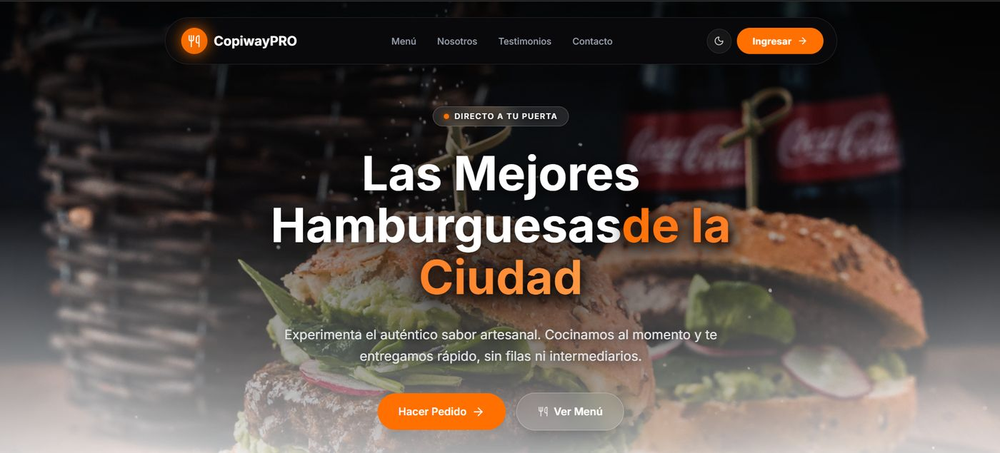 CopiwayPRO
Menú
Nosotros
Testimonios
Contacto
Ingresar
DIRECTO A TU PUERTA
Coca-Cola Coca-Cola
Las Mejores
Hamburguesasde la
Ciudad
Experimenta el auténtico sabor artesanal. Cocinamos al momento y te
entregamos rápido, sin filas ni intermediarios.
Hacer Pedido
Ver Menú